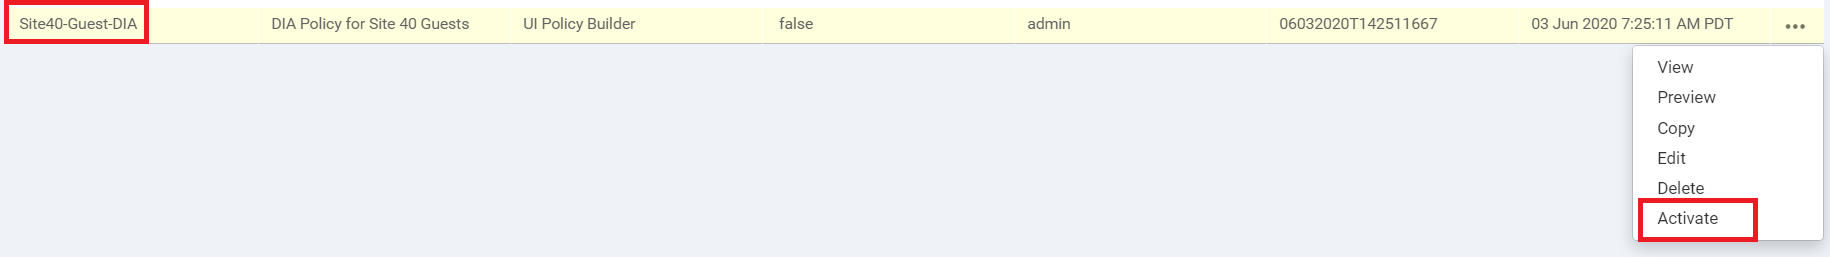 Site40-Guest-DIA DIA Policy for Site 40 Guests UI Policy Builder false admin 06032020T142511667 03 Jun 2020 7:25:11 AM PDT
View
Preview
Copy
Edit
Delete
Activate